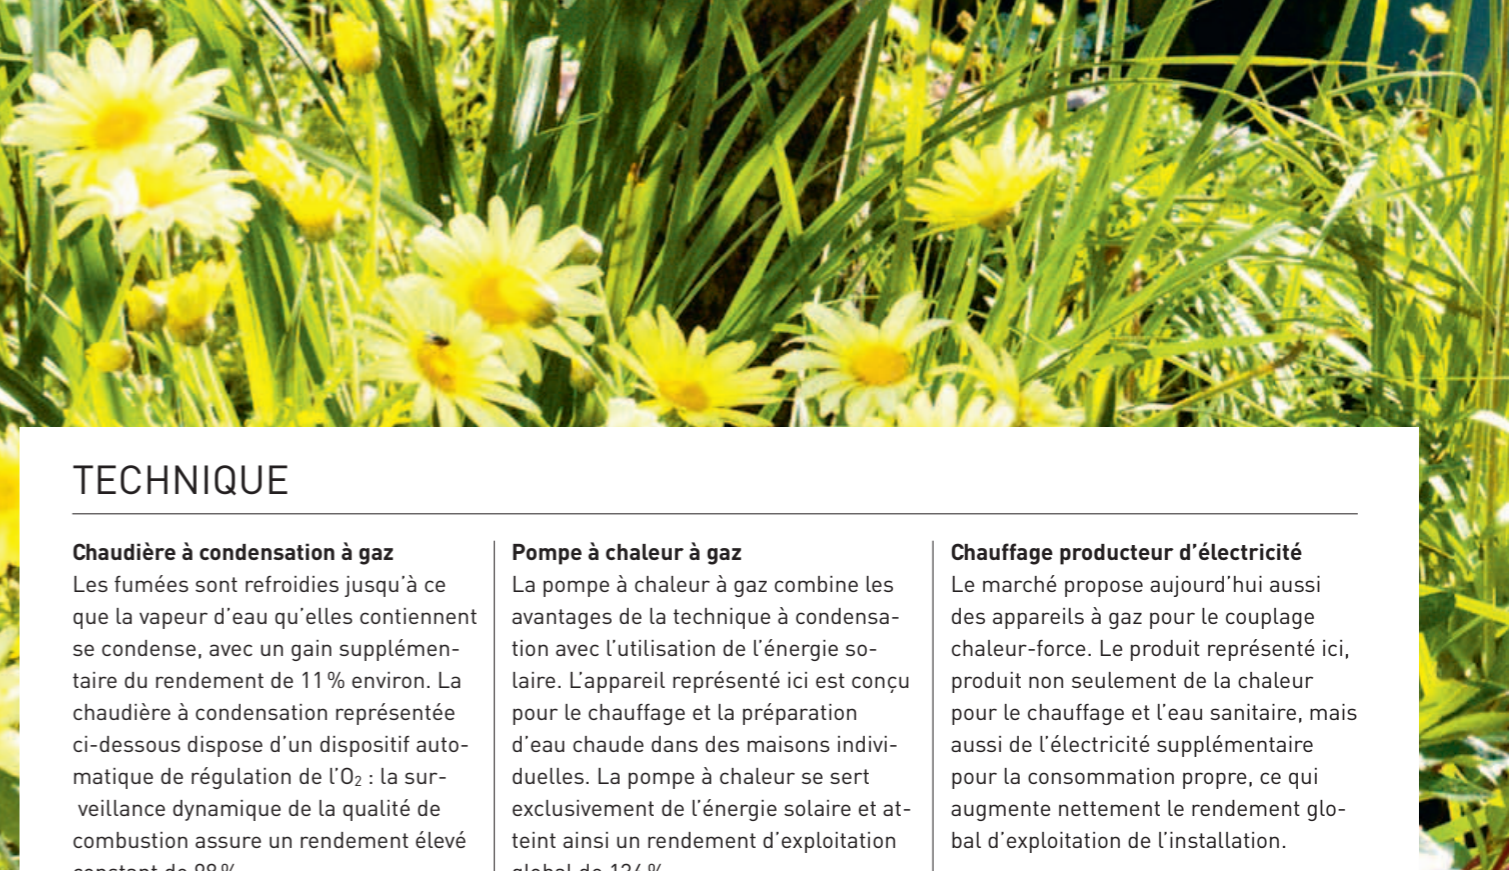 TECHNIQUE
Chaudière à condensation à gaz
Les fumées sont refroidies jusqu’à ce
que la vapeur d’eau qu’elles contiennent
se condense, avec un gain supplémen-
taire du rendement de 11 % environ. La
chaudière à condensation représentée
ci-dessous dispose d’un dispositif auto-
matique de régulation de l’O₂ : la sur-
veillance dynamique de la qualité de
combustion assure un rendement élevé
constant de 98 %
Pompe à chaleur à gaz
La pompe à chaleur à gaz combine les
avantages de la technique à condensa-
tion avec l’utilisation de l’énergie so-
laire. L’appareil représenté ici est conçu
pour le chauffage et la préparation
d’eau chaude dans des maisons indivi-
duelles. La pompe à chaleur se sert
exclusivement de l’énergie solaire et at-
teint ainsi un rendement d’exploitation
global de
Chauffage producteur d’électricité
Le marché propose aujourd’hui aussi
des appareils à gaz pour le couplage
chaleur-force. Le produit représenté ici,
produit non seulement de la chaleur
pour le chauffage et l’eau sanitaire, mais
aussi de l’électricité supplémentaire
pour la consommation propre, ce qui
augmente nettement le rendement glo-
bal d’exploitation de l’installation.